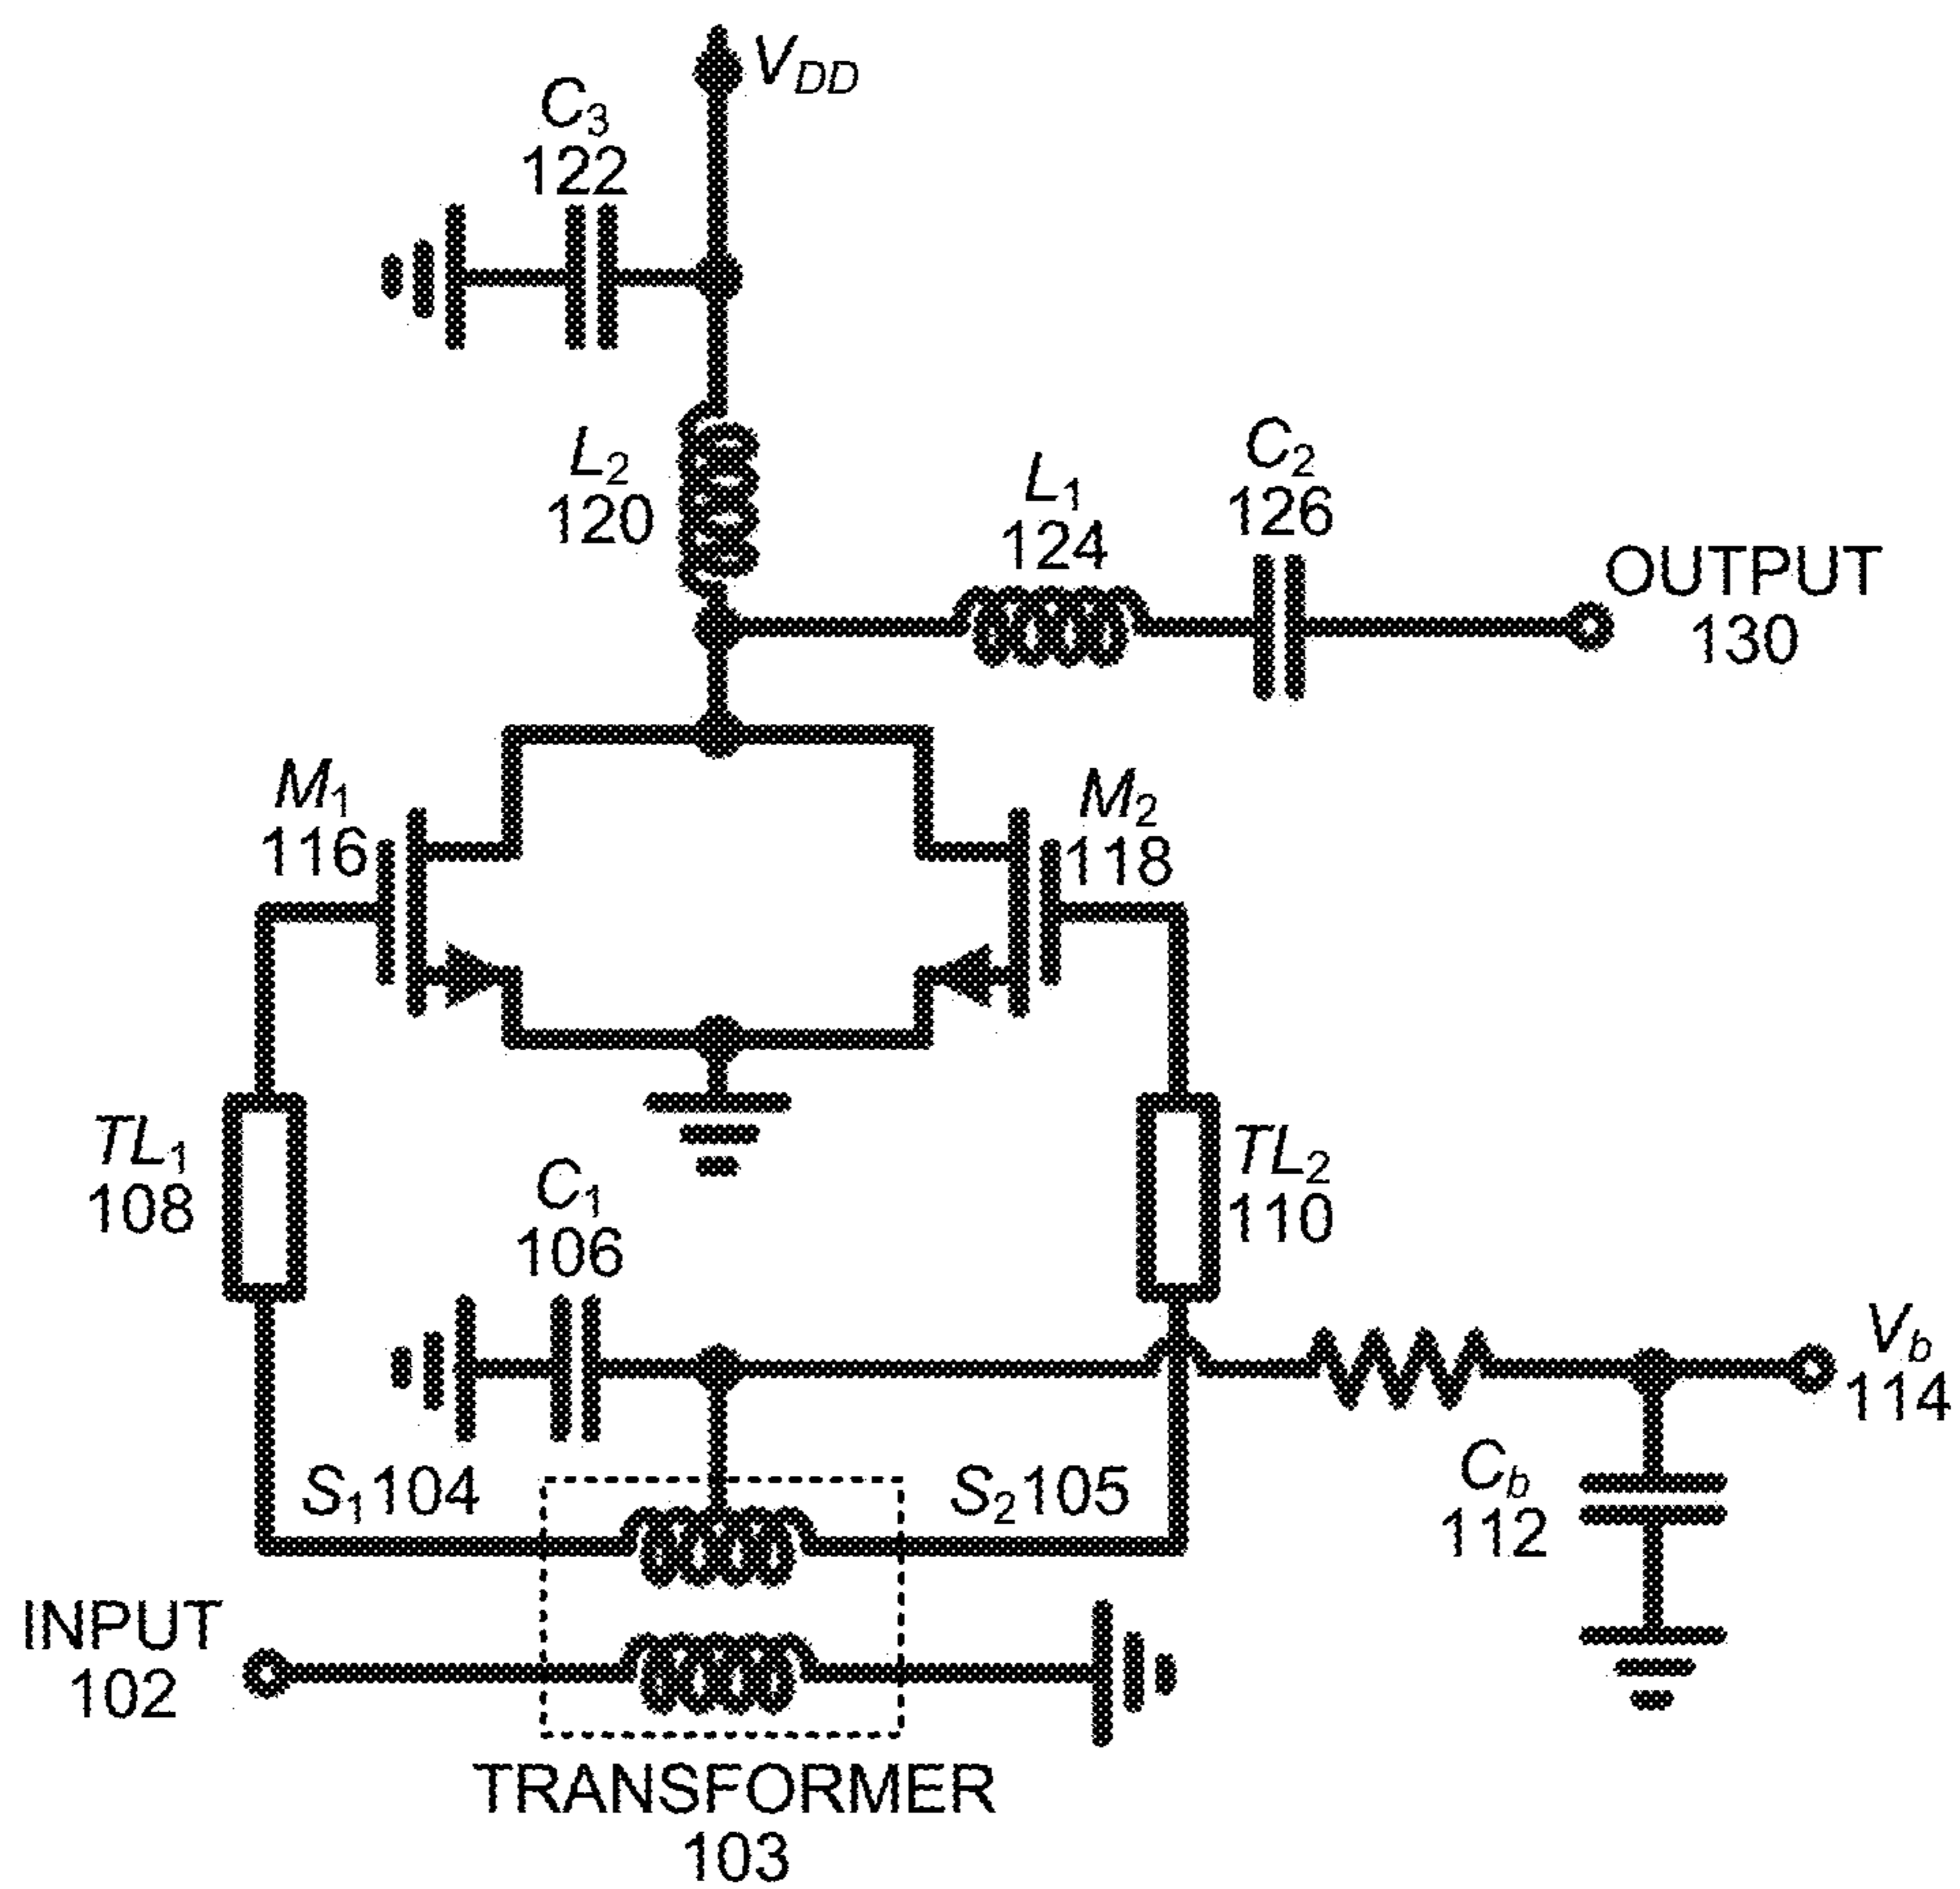 V_DD
C_3
122
L_2
120
L_1
124
C_2
126
OUTPUT
130
M_1
116
M_2
118
TL_1
108
TL_2
110
C_1
106
V_b
114
S_1 104
S_2 105
C_b
112
INPUT
102
TRANSFORMER
103